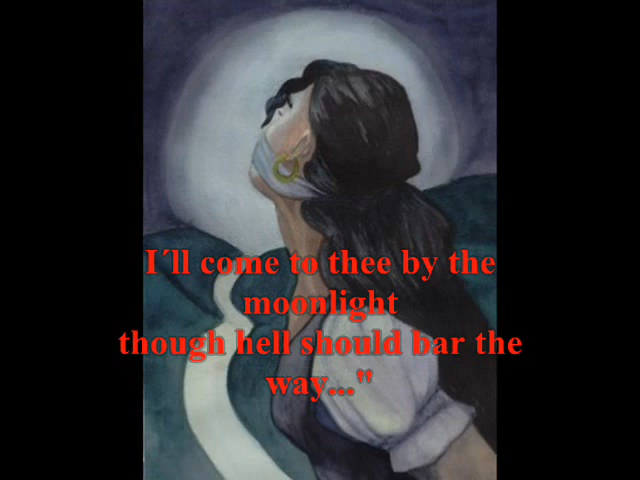 I´ll come to thee by the
moonlight
though hell should bar the
way..."